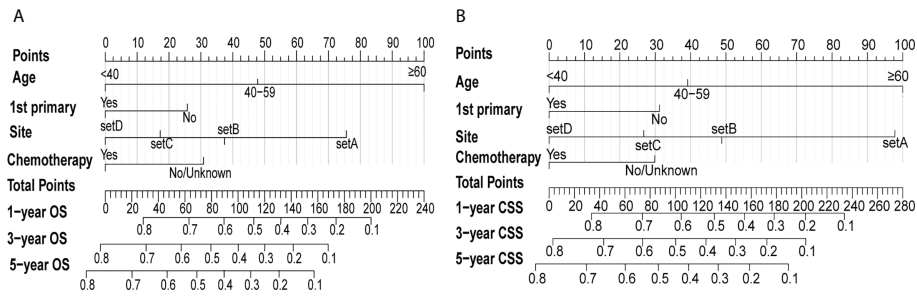 A
Points 0 10 20 30 40 50 60 70 80 90 100
Age <40 40−59 ≥60
1st primary Yes No
Site setD setC setB setA
Chemotherapy Yes No/Unknown
Total Points 0 20 40 60 80 100 120 140 160 180 200 220 240
1−year OS 0.8 0.7 0.6 0.5 0.4 0.3 0.2 0.1
3−year OS 0.8 0.7 0.6 0.5 0.4 0.3 0.2 0.1
5−year OS 0.8 0.7 0.6 0.5 0.4 0.3 0.2 0.1
B
Points 0 10 20 30 40 50 60 70 80 90 100
Age <40 40−59 ≥60
1st primary Yes No
Site setD setC setB setA
Chemotherapy Yes No/Unknown
Total Points 0 20 40 60 80 100 120 140 160 180 200 220 240 260 280
1−year CSS 0.8 0.7 0.6 0.5 0.4 0.3 0.2 0.1
3−year CSS 0.8 0.7 0.6 0.5 0.4 0.3 0.2 0.1
5−year CSS 0.8 0.7 0.6 0.5 0.4 0.3 0.2 0.1